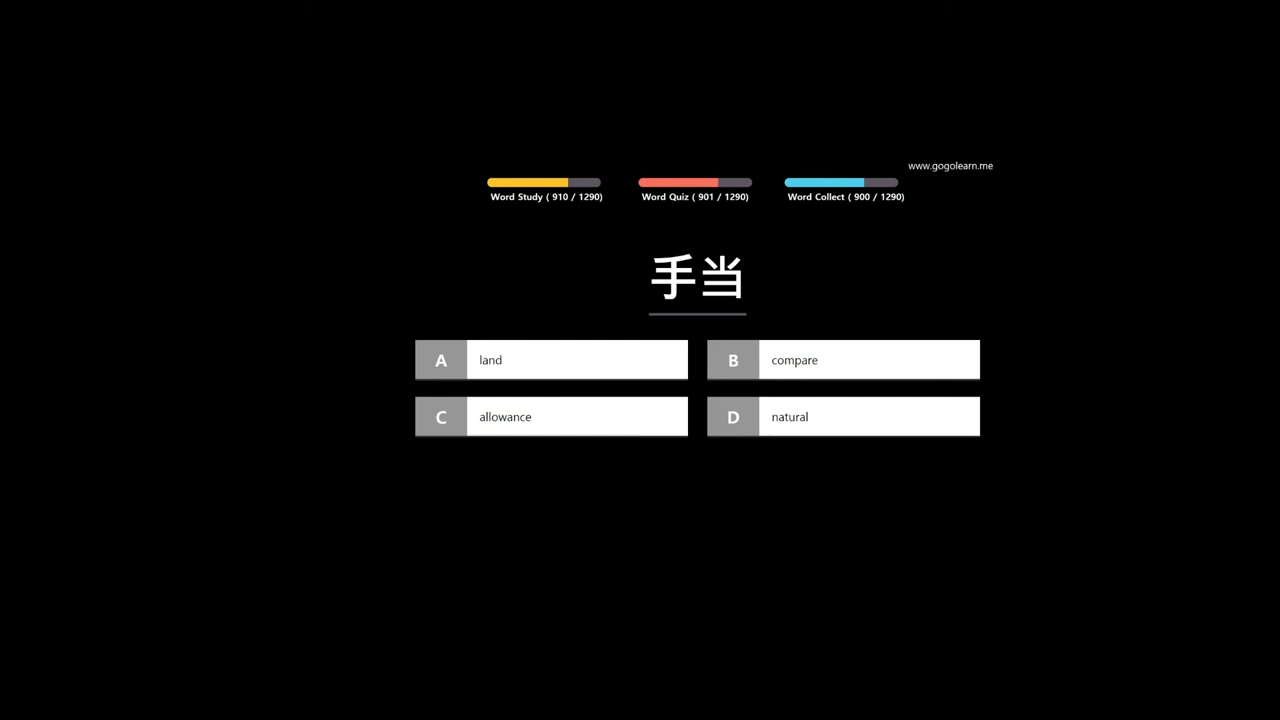 www.gogolearn.me
Word Study ( 910 / 1290)
Word Quiz ( 901 / 1290)
Word Collect ( 900 / 1290)
手当
A land
B compare
C allowance
D natural